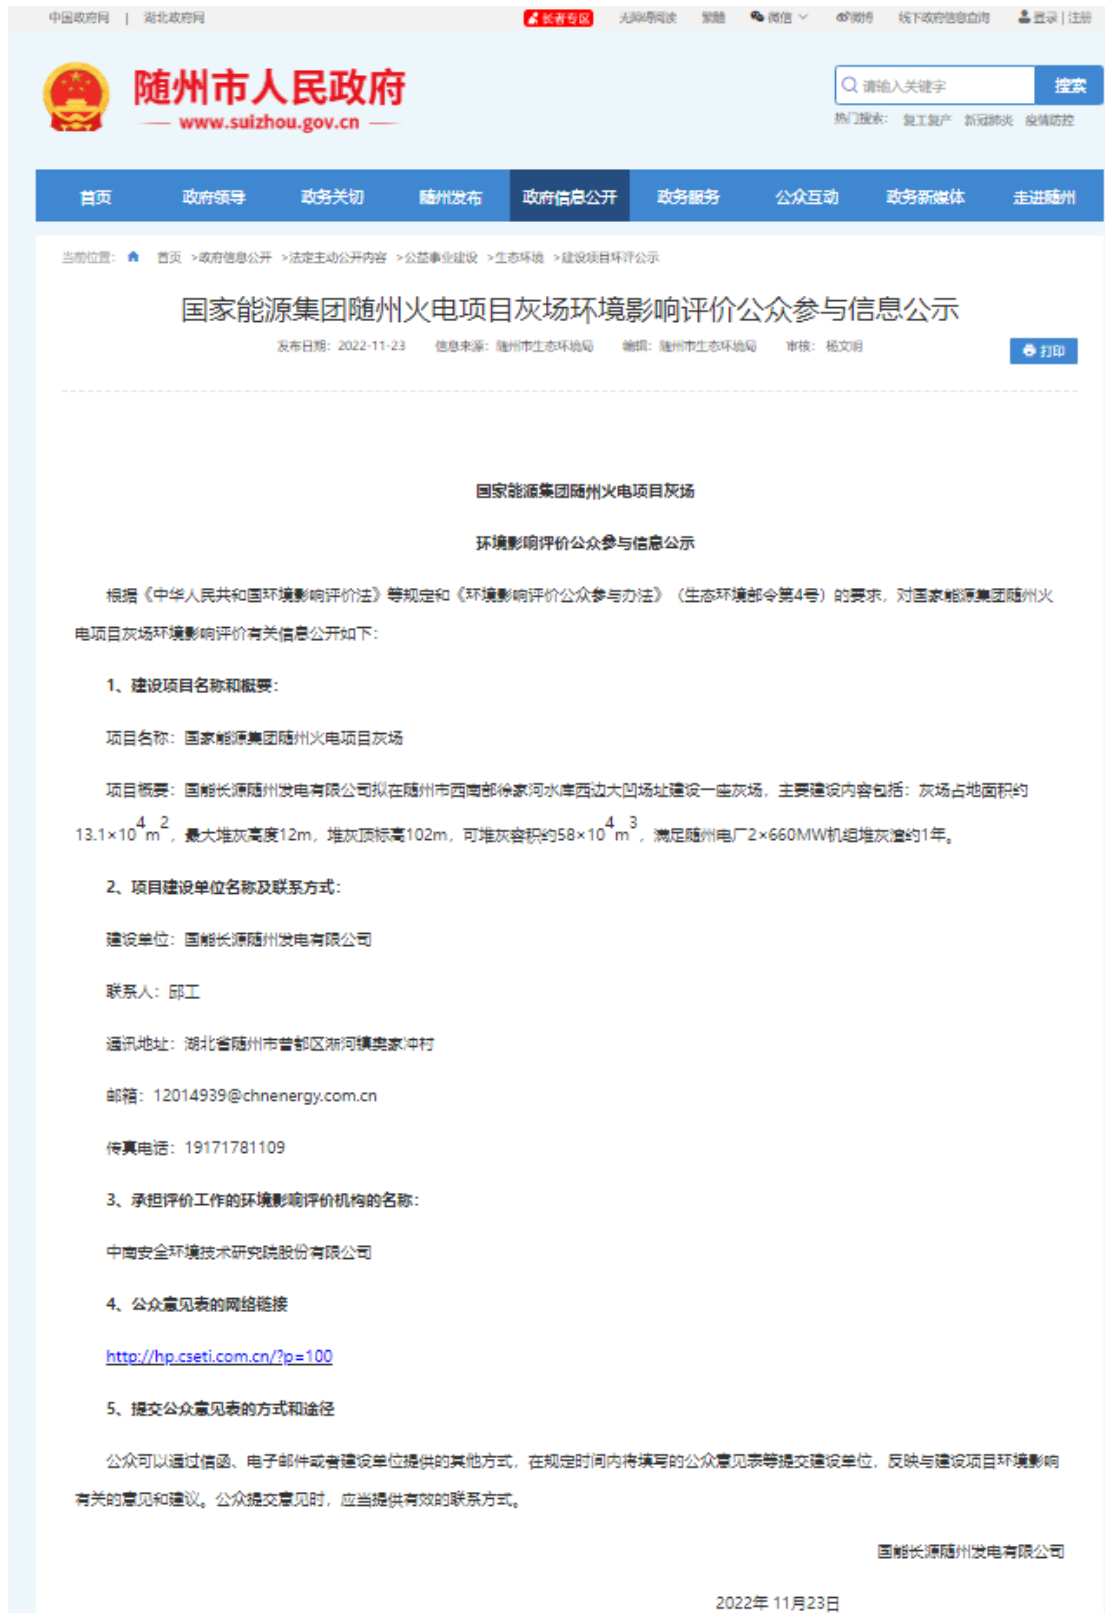 中国政府网 | 湖北政府网 长者专区 无障碍阅读 繁體 微信 微博 线下政府信息查询 登录 | 注册
随州市人民政府
www.suizhou.gov.cn
请输入关键字 搜索
热门搜索： 复工复产 新冠肺炎 疫情防控
首页 政府领导 政务关切 随州发布 政府信息公开 政务服务 公众互动 政务新媒体 走进随州
当前位置： 首页 >政府信息公开 >法定主动公开内容 >公益事业建设 >生态环境 >建设项目环评公示
国家能源集团随州火电项目灰场环境影响评价公众参与信息公示
发布日期：2022-11-23 信息来源：随州市生态环境局 编辑：随州市生态环境局 审核： 杨文明
打印
国家能源集团随州火电项目灰场
环境影响评价公众参与信息公示
根据《中华人民共和国环境影响评价法》等规定和《环境影响评价公众参与办法》（生态环境部令第4号）的要求，对国家能源集团随州火
电项目灰场环境影响评价有关信息公开如下：
1、建设项目名称和概要：
项目名称：国家能源集团随州火电项目灰场
项目概要：国能长源随州发电有限公司拟在随州市西南部徐家河水库西边大凹场址建设一座灰场，主要建设内容包括：灰场占地面积约
13.1×10⁴m²，最大堆灰高度12m，堆灰顶标高102m，可堆灰容积约58×10⁴m³，满足随州电厂2×660MW机组堆灰渣约1年。
2、项目建设单位名称及联系方式：
建设单位：国能长源随州发电有限公司
联系人：邱工
通讯地址：湖北省随州市曾都区淅河镇樊家冲村
邮箱：12014939@chnenergy.com.cn
传真电话：19171781109
3、承担评价工作的环境影响评价机构的名称：
中南安全环境技术研究院股份有限公司
4、公众意见表的网络链接
http://hp.cseti.com.cn/?p=100
5、提交公众意见表的方式和途径
公众可以通过信函、电子邮件或者建设单位提供的其他方式，在规定时间内将填写的公众意见表等提交建设单位，反映与建设项目环境影响
有关的意见和建议。公众提交意见时，应当提供有效的联系方式。
国能长源随州发电有限公司
2022年 11月23日